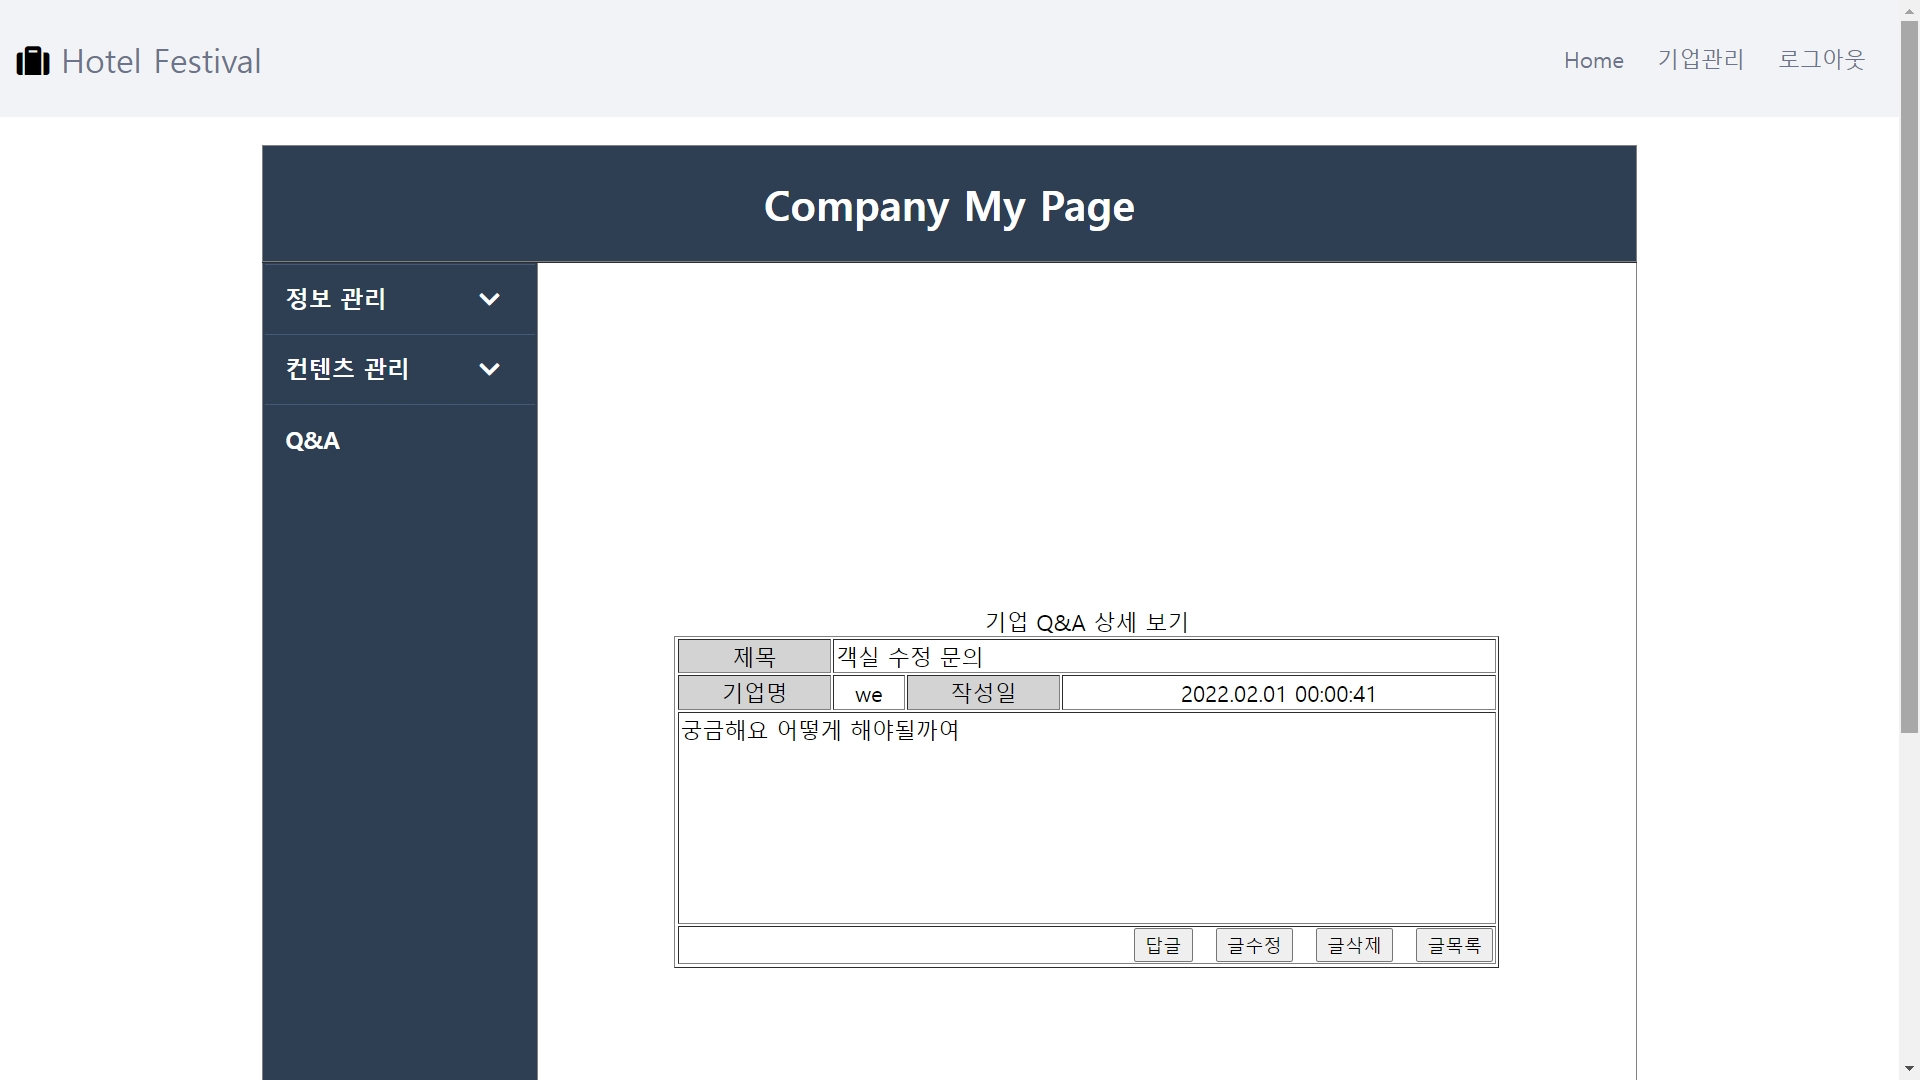 Hotel Festival
Home 기업관리 로그아웃
Company My Page
정보 관리
컨텐츠 관리
Q&A
기업 Q&A 상세 보기
제목 객실 수정 문의
기업명 we 작성일 2022.02.01 00:00:41
궁금해요 어떻게 해야될까여
답글 글수정 글삭제 글목록